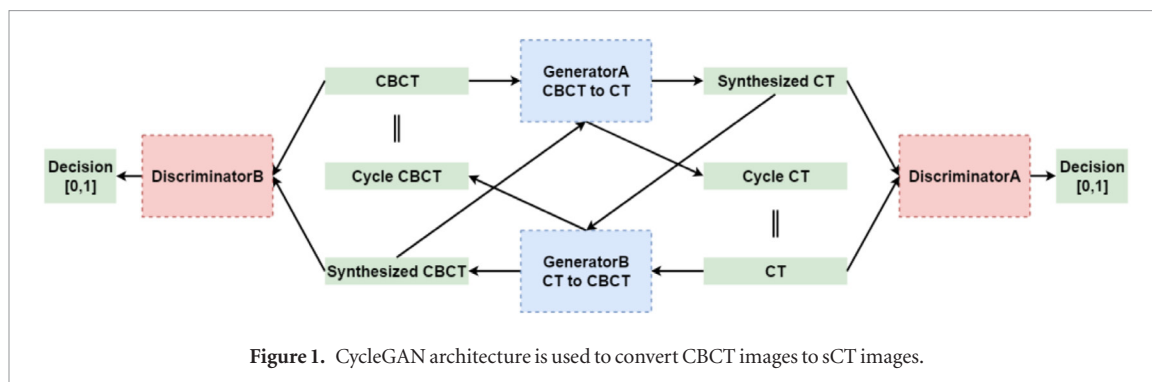 CBCT
GeneratorA
CBCT to CT
Synthesized CT
Decision
[0,1]
DiscriminatorB
Cycle CBCT
Cycle CT
DiscriminatorA
Decision
[0,1]
Synthesized CBCT
GeneratorB
CT to CBCT
CT
Figure 1. CycleGAN architecture is used to convert CBCT images to sCT images.